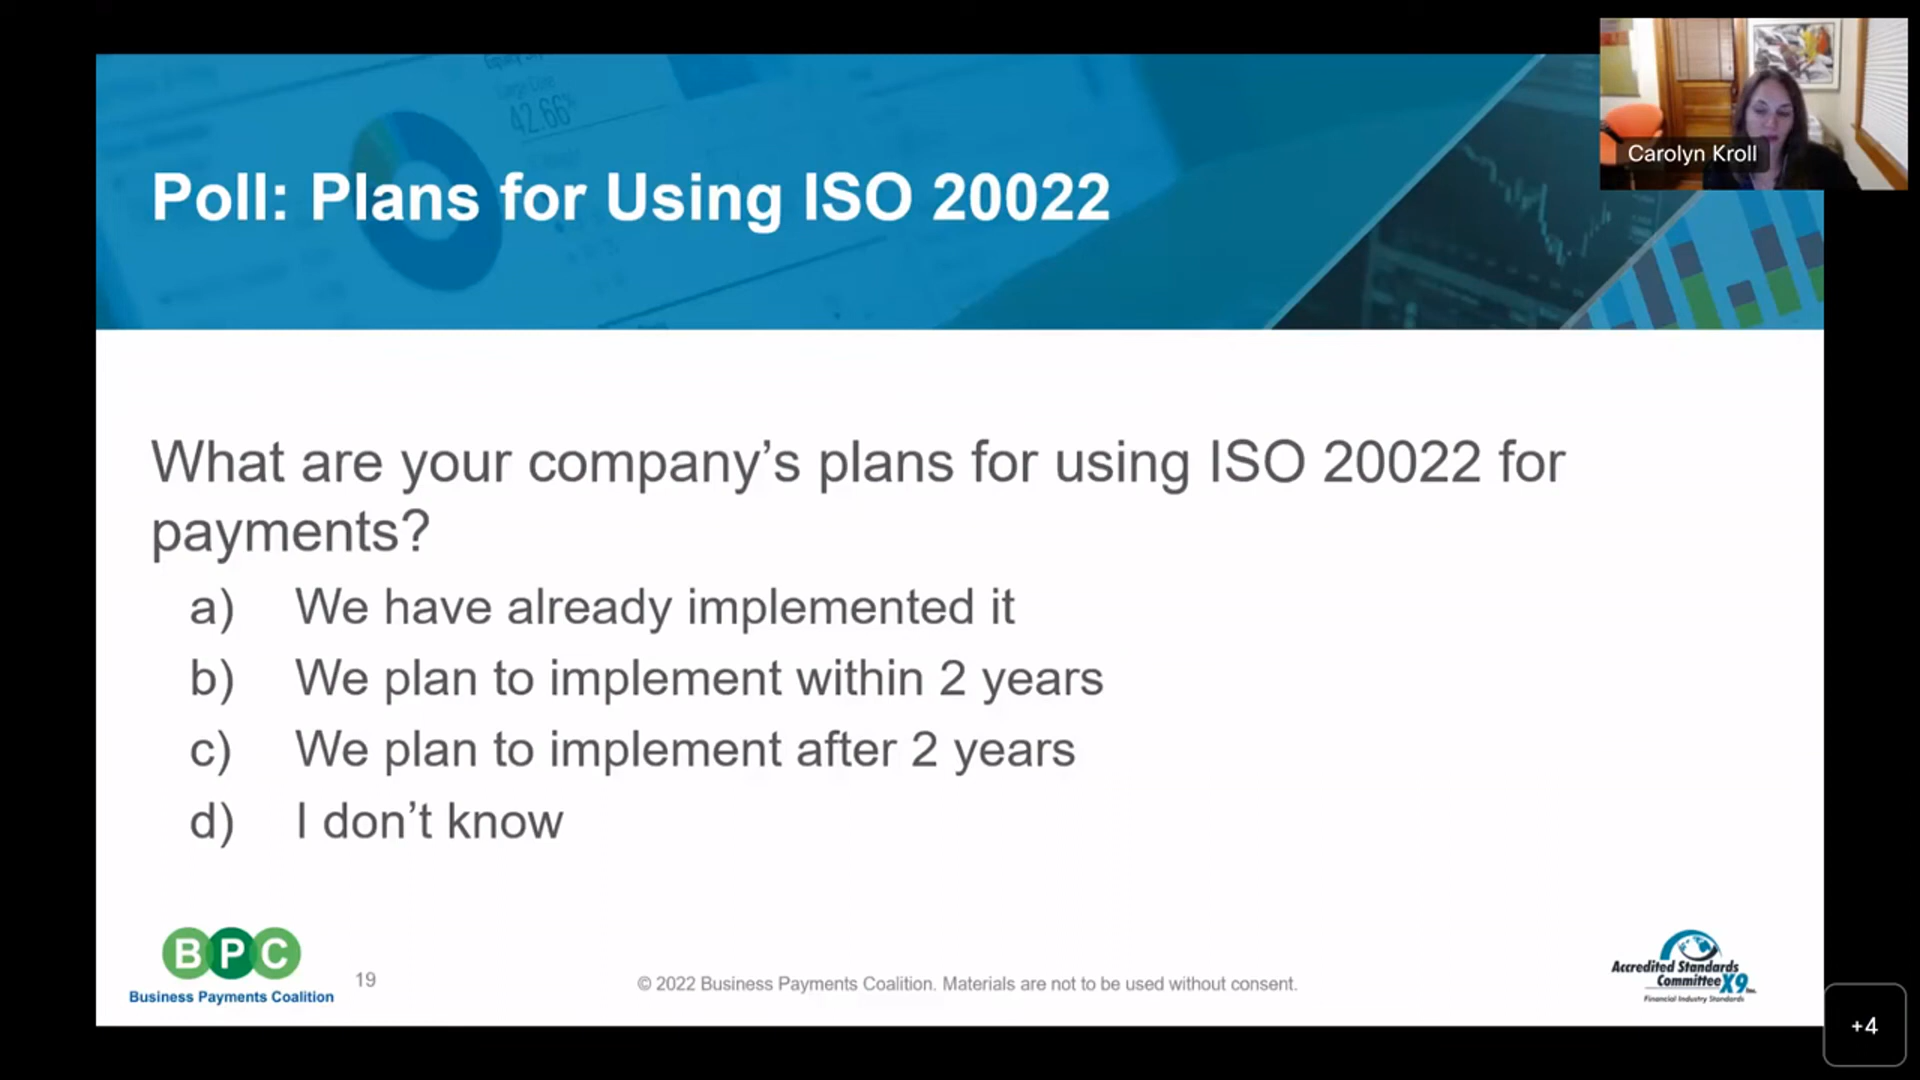 42.66
Carolyn Kroll
Poll: Plans for Using ISO 20022
What are your company’s plans for using ISO 20022 for
payments?
a) We have already implemented it
b) We plan to implement within 2 years
c) We plan to implement after 2 years
d) I don’t know
BPC
Business Payments Coalition
19
© 2022 Business Payments Coalition. Materials are not to be used without consent.
Accredited Standards
Committee X9 Inc.
Financial Industry Standards
+4